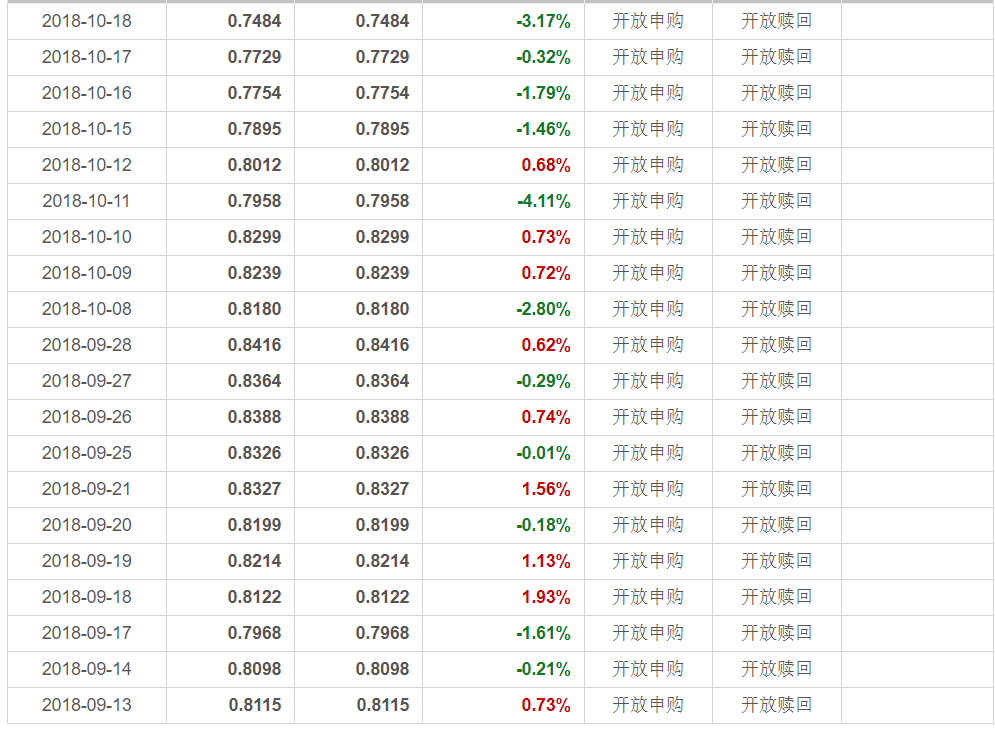 2018-10-18 0.7484 0.7484 -3.17% 开放申购 开放赎回
2018-10-17 0.7729 0.7729 -0.32% 开放申购 开放赎回
2018-10-16 0.7754 0.7754 -1.79% 开放申购 开放赎回
2018-10-15 0.7895 0.7895 -1.46% 开放申购 开放赎回
2018-10-12 0.8012 0.8012 0.68% 开放申购 开放赎回
2018-10-11 0.7958 0.7958 -4.11% 开放申购 开放赎回
2018-10-10 0.8299 0.8299 0.73% 开放申购 开放赎回
2018-10-09 0.8239 0.8239 0.72% 开放申购 开放赎回
2018-10-08 0.8180 0.8180 -2.80% 开放申购 开放赎回
2018-09-28 0.8416 0.8416 0.62% 开放申购 开放赎回
2018-09-27 0.8364 0.8364 -0.29% 开放申购 开放赎回
2018-09-26 0.8388 0.8388 0.74% 开放申购 开放赎回
2018-09-25 0.8326 0.8326 -0.01% 开放申购 开放赎回
2018-09-21 0.8327 0.8327 1.56% 开放申购 开放赎回
2018-09-20 0.8199 0.8199 -0.18% 开放申购 开放赎回
2018-09-19 0.8214 0.8214 1.13% 开放申购 开放赎回
2018-09-18 0.8122 0.8122 1.93% 开放申购 开放赎回
2018-09-17 0.7968 0.7968 -1.61% 开放申购 开放赎回
2018-09-14 0.8098 0.8098 -0.21% 开放申购 开放赎回
2018-09-13 0.8115 0.8115 0.73% 开放申购 开放赎回